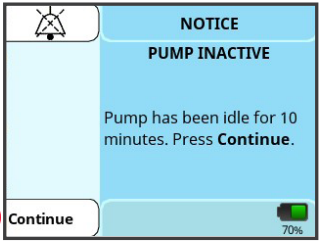 NOTICE
PUMP INACTIVE
Pump has been idle for 10
minutes. Press Continue.
Continue
70%